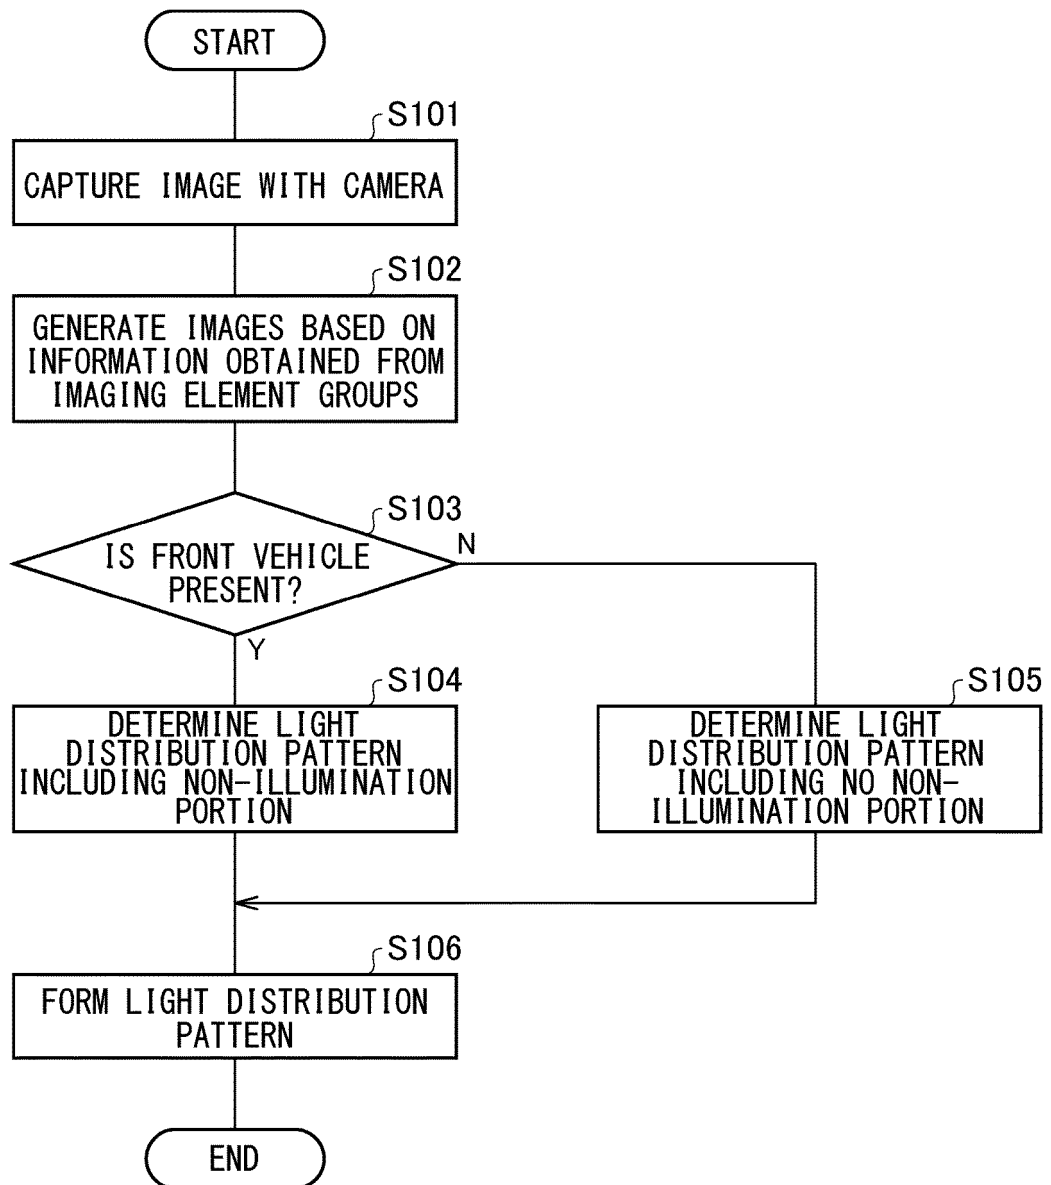 START
S101
CAPTURE IMAGE WITH CAMERA
S102
GENERATE IMAGES BASED ON
INFORMATION OBTAINED FROM
IMAGING ELEMENT GROUPS
S103
IS FRONT VEHICLE
PRESENT?
N
Y
S104
DETERMINE LIGHT
DISTRIBUTION PATTERN
INCLUDING NON-ILLUMINATION
PORTION
S105
DETERMINE LIGHT
DISTRIBUTION PATTERN
INCLUDING NO NON-
ILLUMINATION PORTION
S106
FORM LIGHT DISTRIBUTION
PATTERN
END